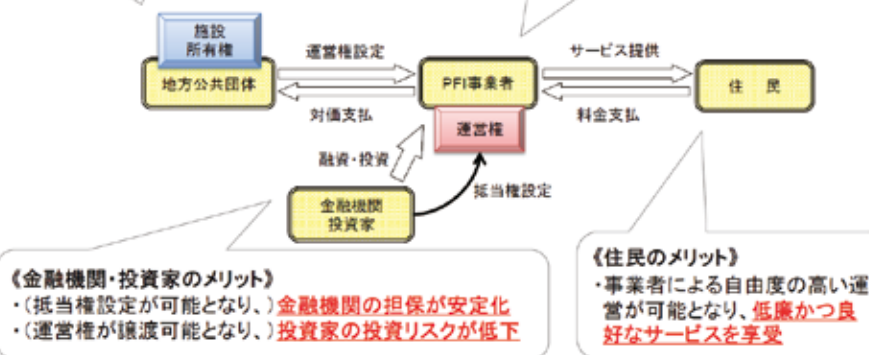 施設
所有権
地方公共団体
運営権設定
対価支払
PFI事業者
運営権
サービス提供
料金支払
住 民
融資・投資
抵当権設定
金融機関
投資家
《金融機関・投資家のメリット》
・(抵当権設定が可能となり、)金融機関の担保が安定化
・(運営権が譲渡可能となり、)投資家の投資リスクが低下
《住民のメリット》
・事業者による自由度の高い運
営が可能となり、低廉かつ良
好なサービスを享受